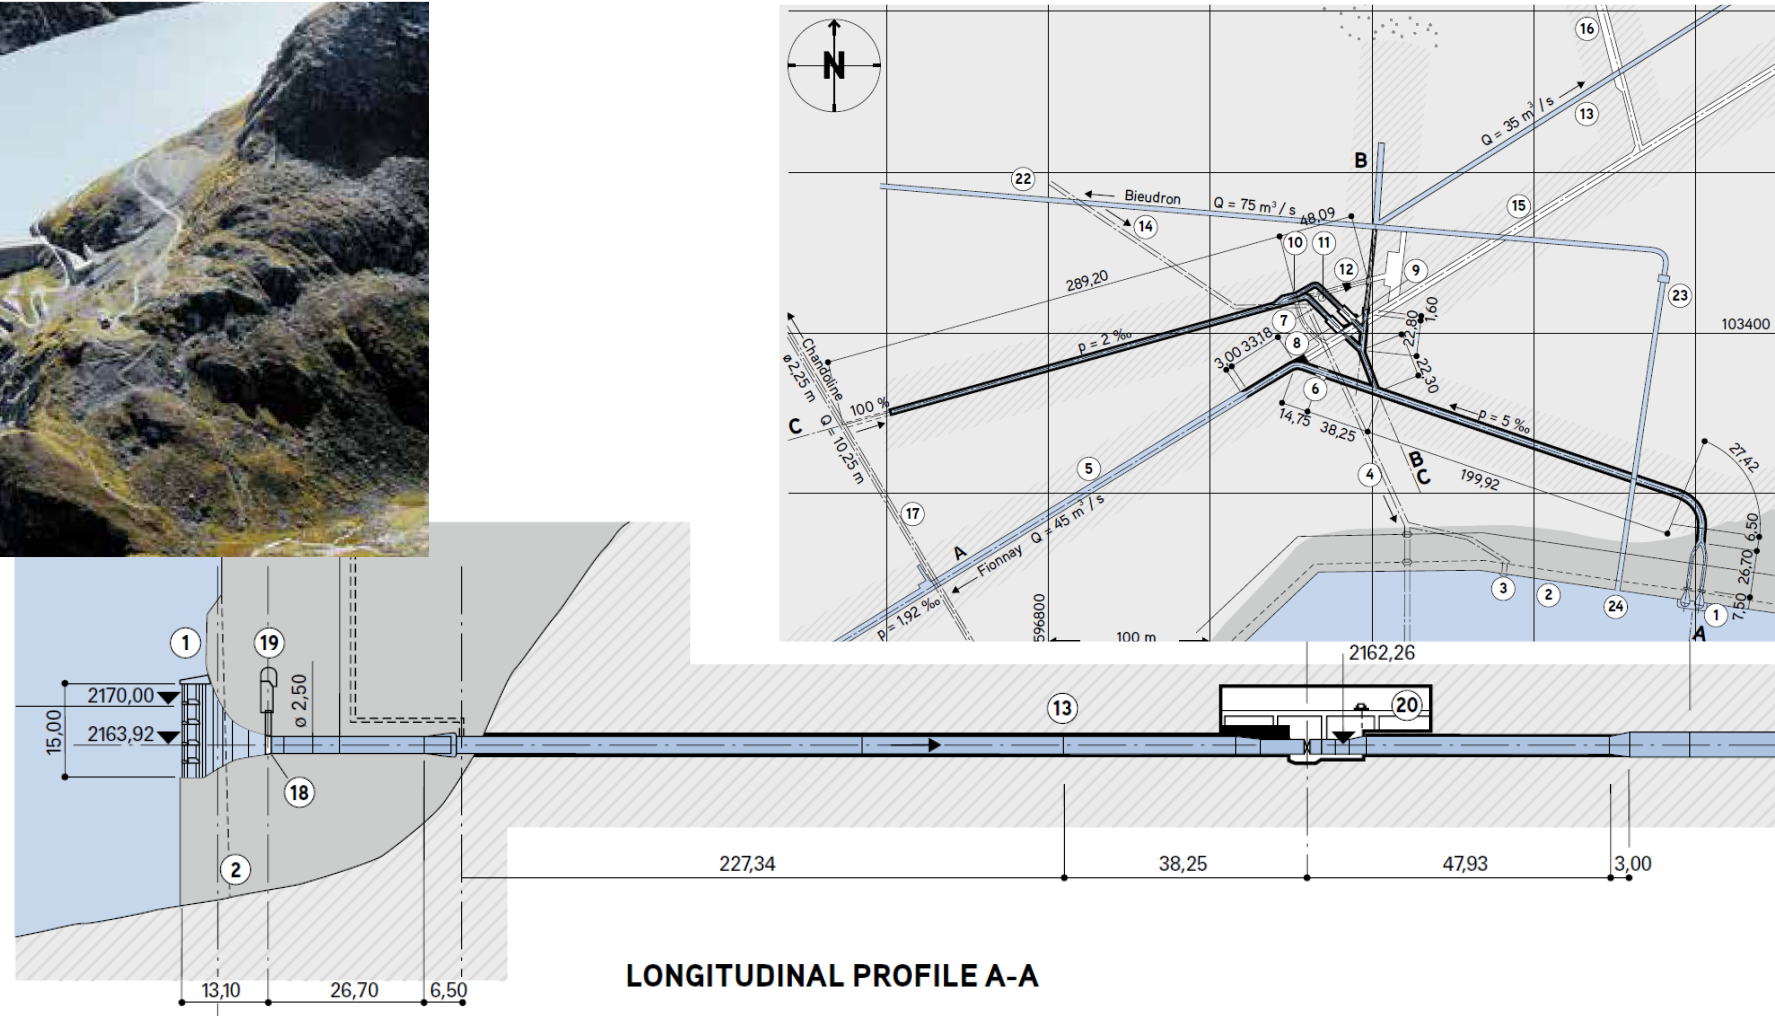 N
16
13
Q = 35 m³ / s
B
22
Bieudron
Q = 75 m³ / s
48,09
14
15
10
11
12
9
23
289,20
7
8
22,80
1,60
103400
p = 2 ‰
3,00
33,18
22,30
Chandoline
ø 2,25 m
Q = 10,25 m
100 %
C
6
14,75
38,25
p = 5 ‰
B
C
4
199,92
27,42
5
17
A
Fionnay
Q = 45 m³ / s
p = 1,92 ‰
6,50
26,70
7,50
3
2
24
1
A
596800
100 m
2162,26
1
19
2170,00
2163,92
15,00
ø 2,50
13
20
18
2
227,34
38,25
47,93
3,00
13,10
26,70
6,50
LONGITUDINAL PROFILE A-A